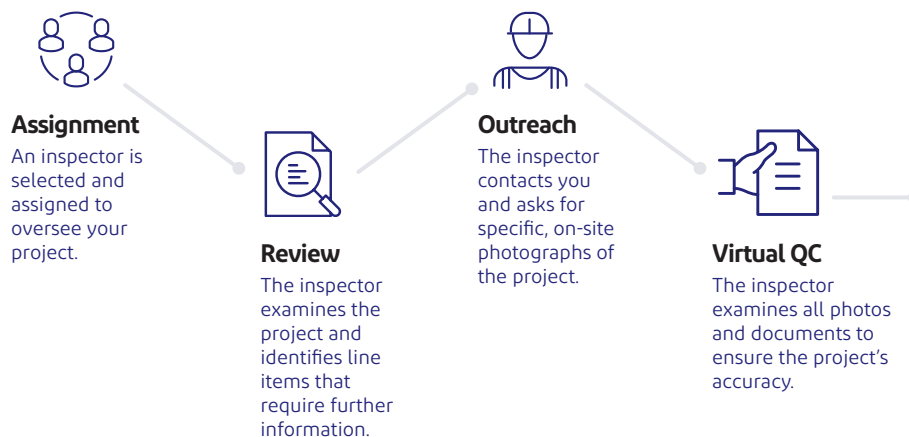 Assignment
An inspector is
selected and
assigned to
oversee your
project.
Review
The inspector
examines the
project and
identifies line
items that
require further
information.
Outreach
The inspector
contacts you
and asks for
specific, on-site
photographs of
the project.
Virtual QC
The inspector
examines all photos
and documents to
ensure the project's
accuracy.